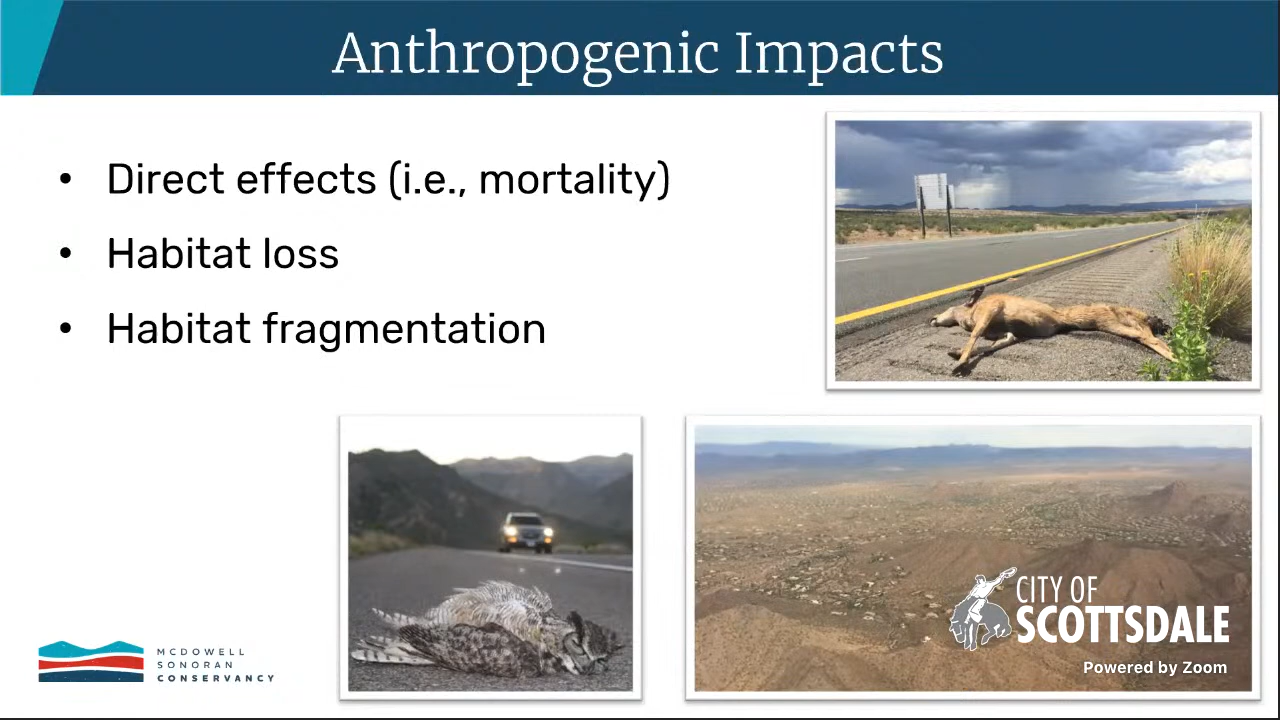 Anthropogenic Impacts
• Direct effects (i.e., mortality)
• Habitat loss
• Habitat fragmentation
MCDOWELL
SONORAN
CONSERVANCY
CITY OF
SCOTTSDALE
Powered by Zoom